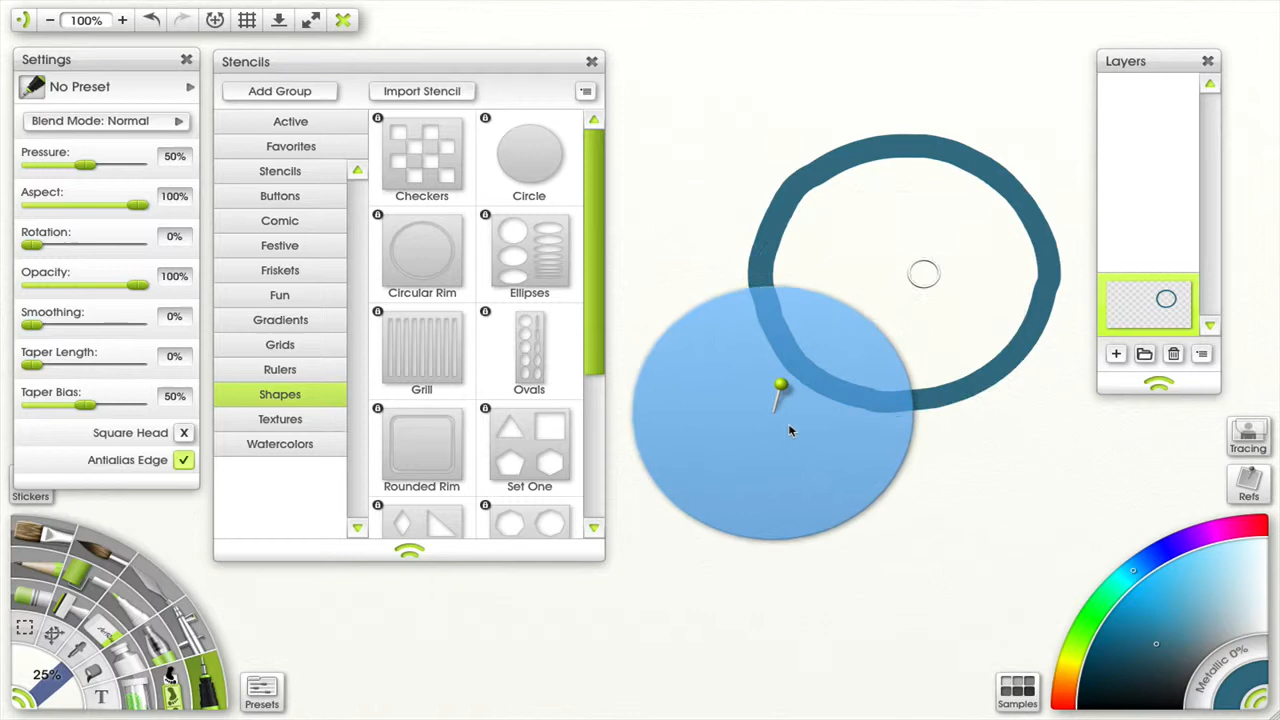 100%
Settings
No Preset
Blend Mode: Normal
Pressure: 50%
Aspect: 100%
Rotation: 0%
Opacity: 100%
Smoothing: 0%
Taper Length: 0%
Taper Bias: 50%
Square Head X
Antialias Edge
Stickers
25%
T
Presets
Stencils
Add Group
Import Stencil
Active
Favorites
Stencils
Buttons
Comic
Festive
Friskets
Fun
Gradients
Grids
Rulers
Shapes
Textures
Watercolors
Checkers
Circle
Circular Rim
Ellipses
Grill
Ovals
Rounded Rim
Set One
Layers
Tracing
Refs
Metallic 0%
Samples